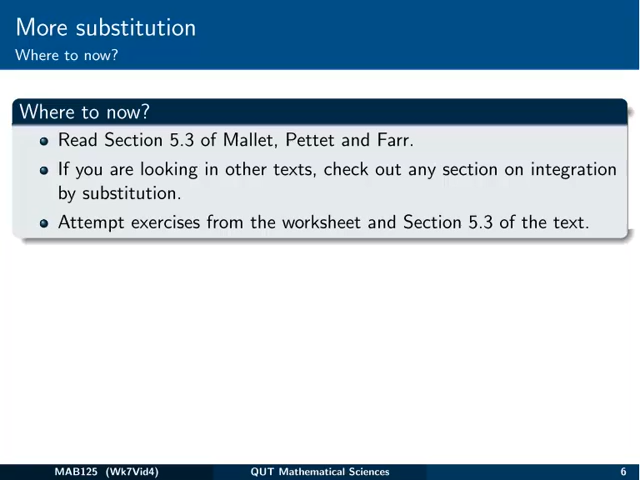 More substitution
Where to now?
Where to now?
Read Section 5.3 of Mallet, Pettet and Farr.
If you are looking in other texts, check out any section on integration
by substitution.
Attempt exercises from the worksheet and Section 5.3 of the text.
MAB125 (Wk7Vid4) QUT Mathematical Sciences 6